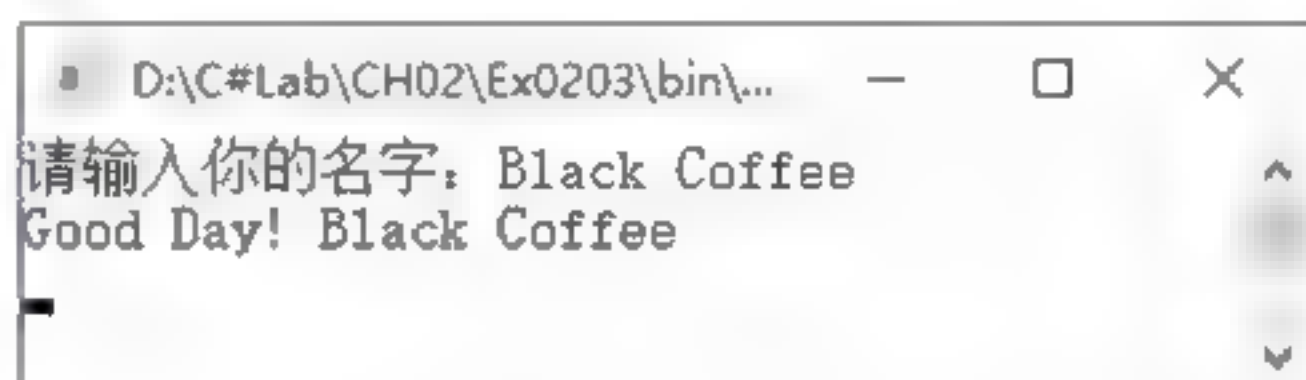 D:\C#Lab\CH02\Ex0203\bin\...
请输入你的名字：Black Coffee
Good Day! Black Coffee